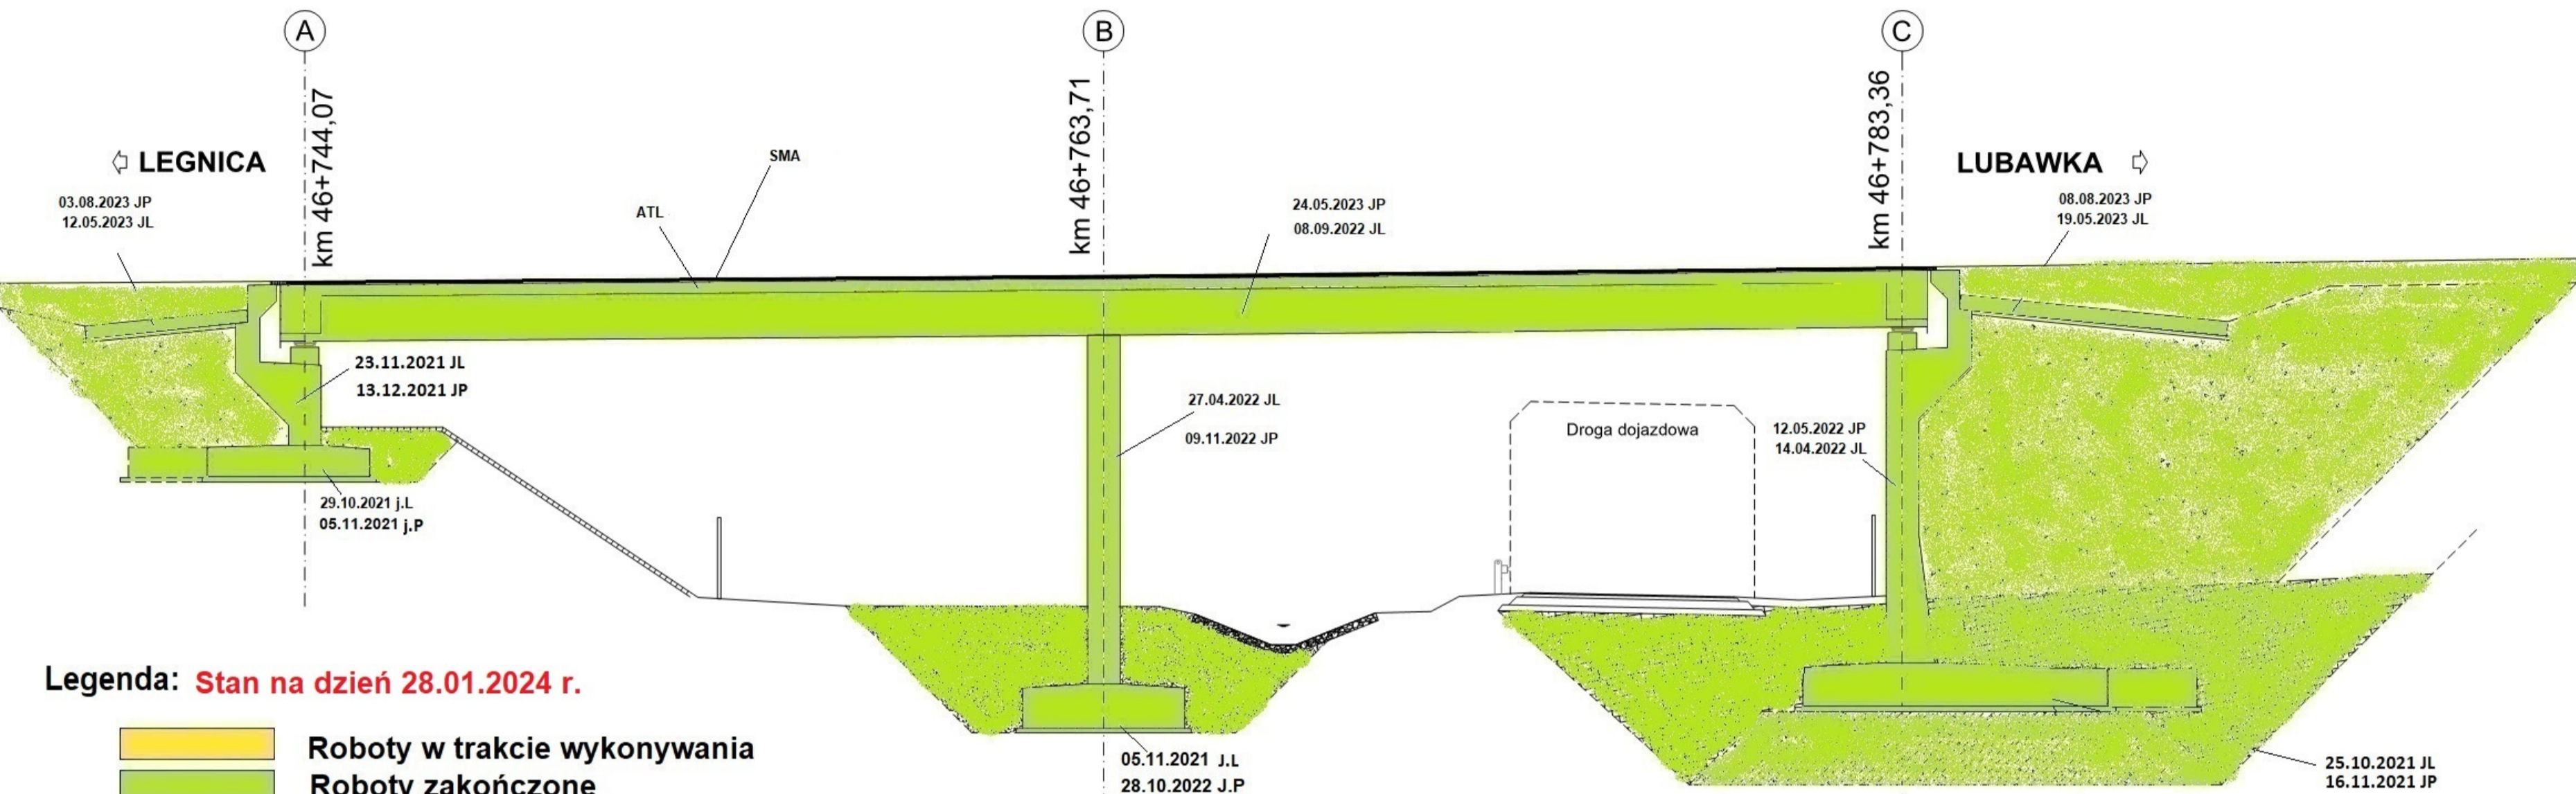 A
B
C
km 46+744,07
km 46+763,71
km 46+783,36
LEGNICA
LUBAWKA
03.08.2023 JP
12.05.2023 JL
SMA
ATL
24.05.2023 JP
08.09.2022 JL
08.08.2023 JP
19.05.2023 JL
23.11.2021 JL
13.12.2021 JP
27.04.2022 JL
09.11.2022 JP
Droga dojazdowa
12.05.2022 JP
14.04.2022 JL
29.10.2021 j.L
05.11.2021 j.P
Legenda: Stan na dzień 28.01.2024 r.
Roboty w trakcie wykonywania
Roboty zakończone
05.11.2021 J.L
28.10.2022 J.P
25.10.2021 JL
16.11.2021 JP